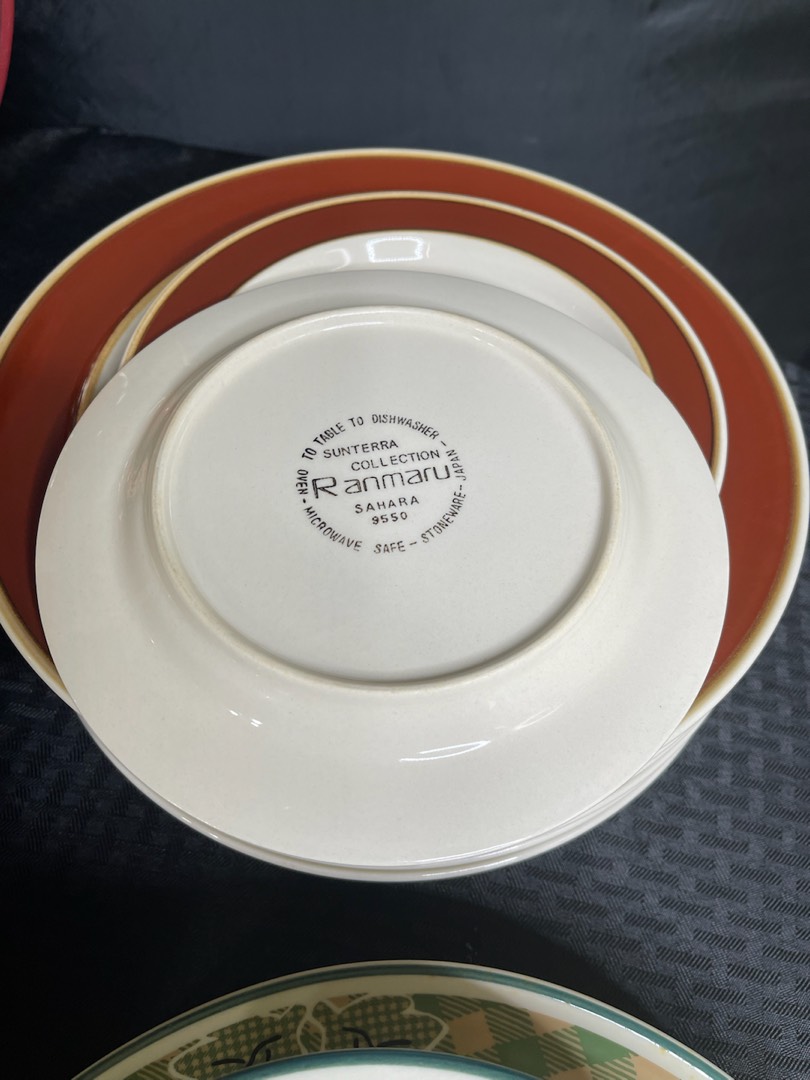 OVEN TO TABLE TO DISHWASHER -
SUNTERRA
COLLECTION
Ranmaru
SAHARA
9550
- MICROWAVE SAFE - STONEWARE - JAPAN